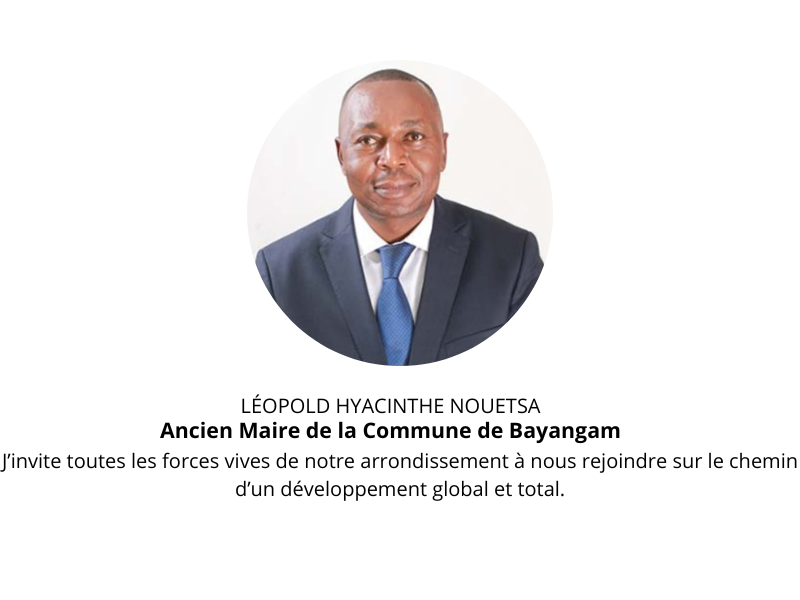 LÉOPOLD HYACINTHE NOUETSA
Ancien Maire de la Commune de Bayangam
J’invite toutes les forces vives de notre arrondissement à nous rejoindre sur le chemin
d’un développement global et total.